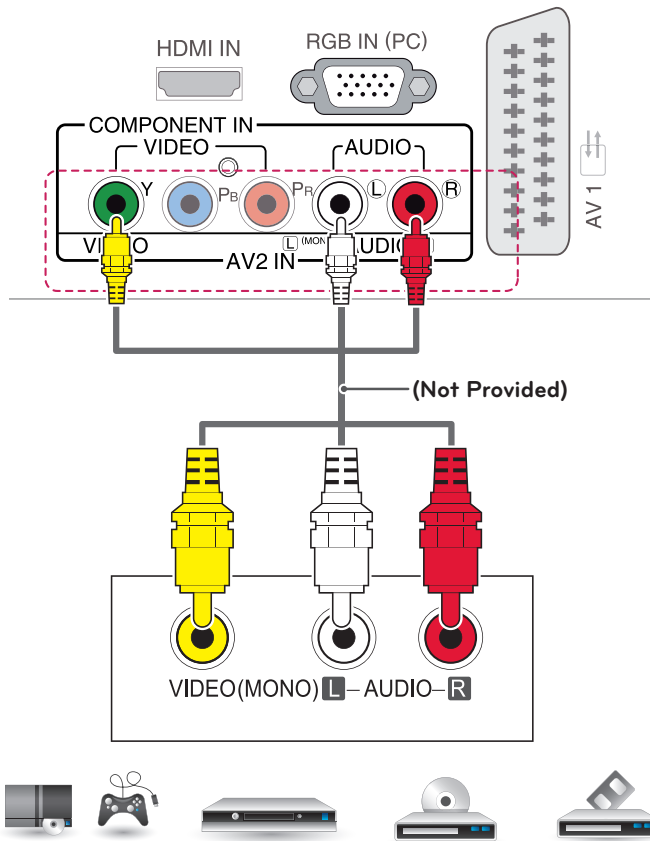 HDMI IN
RGB IN (PC)
COMPONENT IN
VIDEO
AUDIO
Y
PB
PR
L
R
AV 1
L
AV2 IN
(Not Provided)
VIDEO
(MONO) L – AUDIO – R